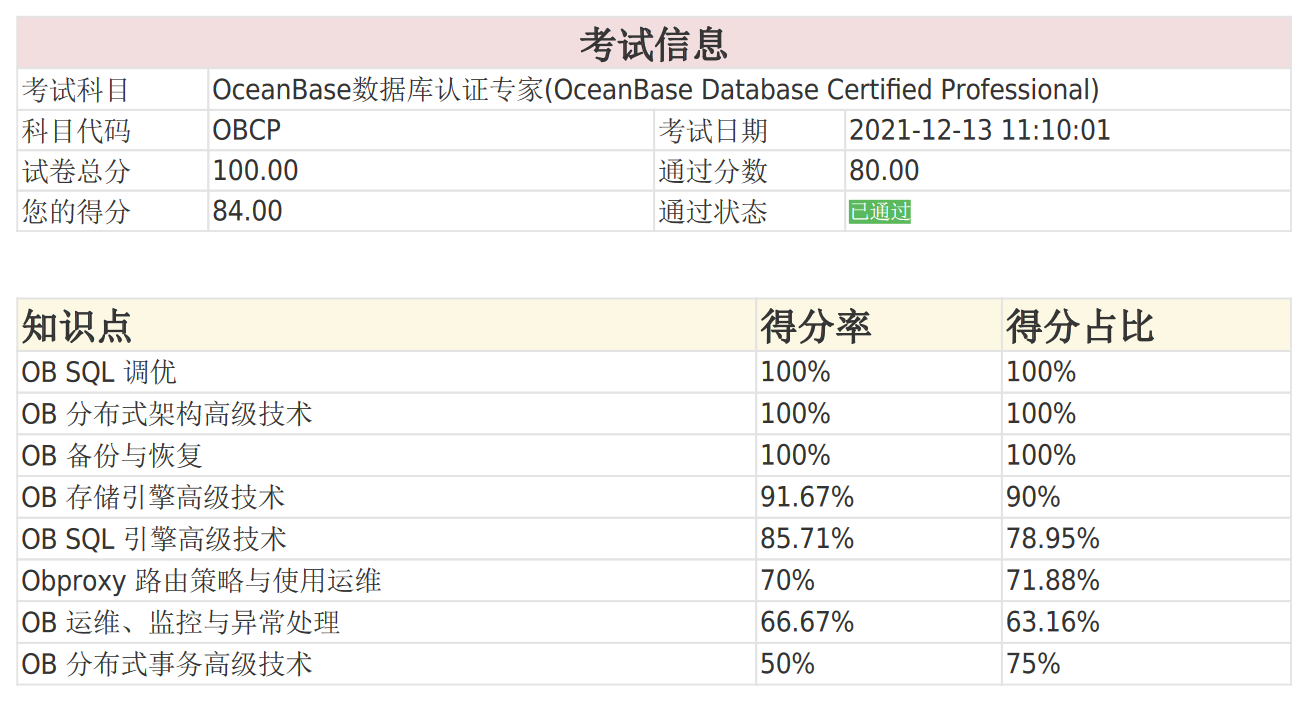 考试信息
考试科目 OceanBase数据库认证专家(OceanBase Database Certified Professional)
科目代码 OBCP 考试日期 2021-12-13 11:10:01
试卷总分 100.00 通过分数 80.00
您的得分 84.00 通过状态 已通过
知识点 得分率 得分占比
OB SQL 调优 100% 100%
OB 分布式架构高级技术 100% 100%
OB 备份与恢复 100% 100%
OB 存储引擎高级技术 91.67% 90%
OB SQL 引擎高级技术 85.71% 78.95%
Obproxy 路由策略与使用运维 70% 71.88%
OB 运维、监控与异常处理 66.67% 63.16%
OB 分布式事务高级技术 50% 75%